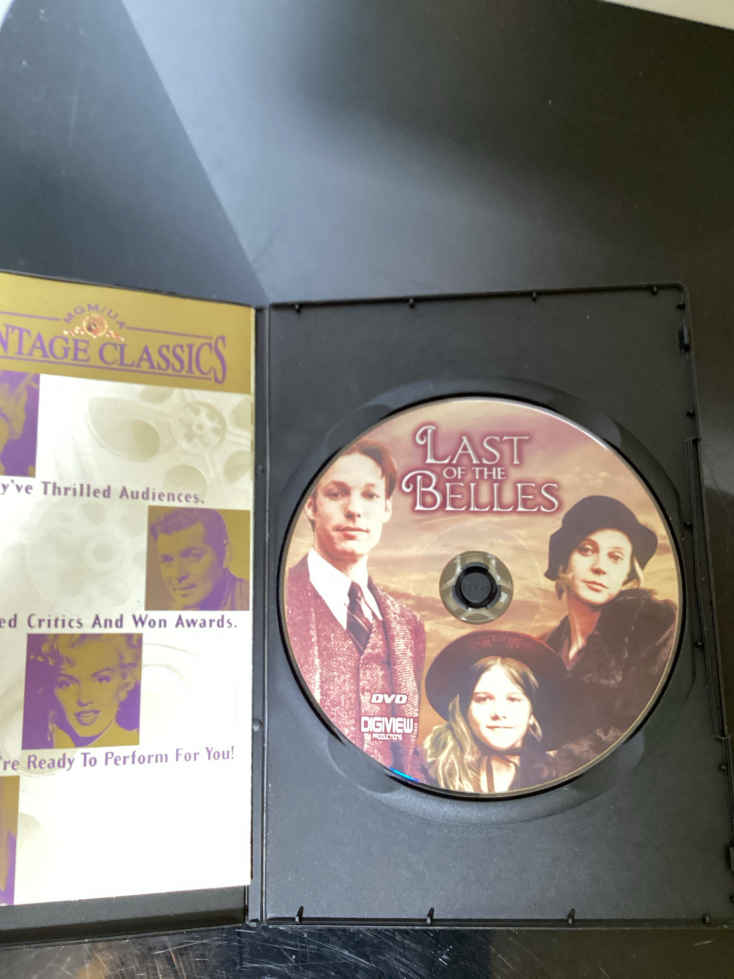 MGM/UA
NTAGE CLASSICS
y've Thrilled Audiences.
ed Critics And Won Awards.
're Ready To Perform For You!
LAST
OF THE
BELLES
DVD
DIGIVIEW
PRODUCTIONS